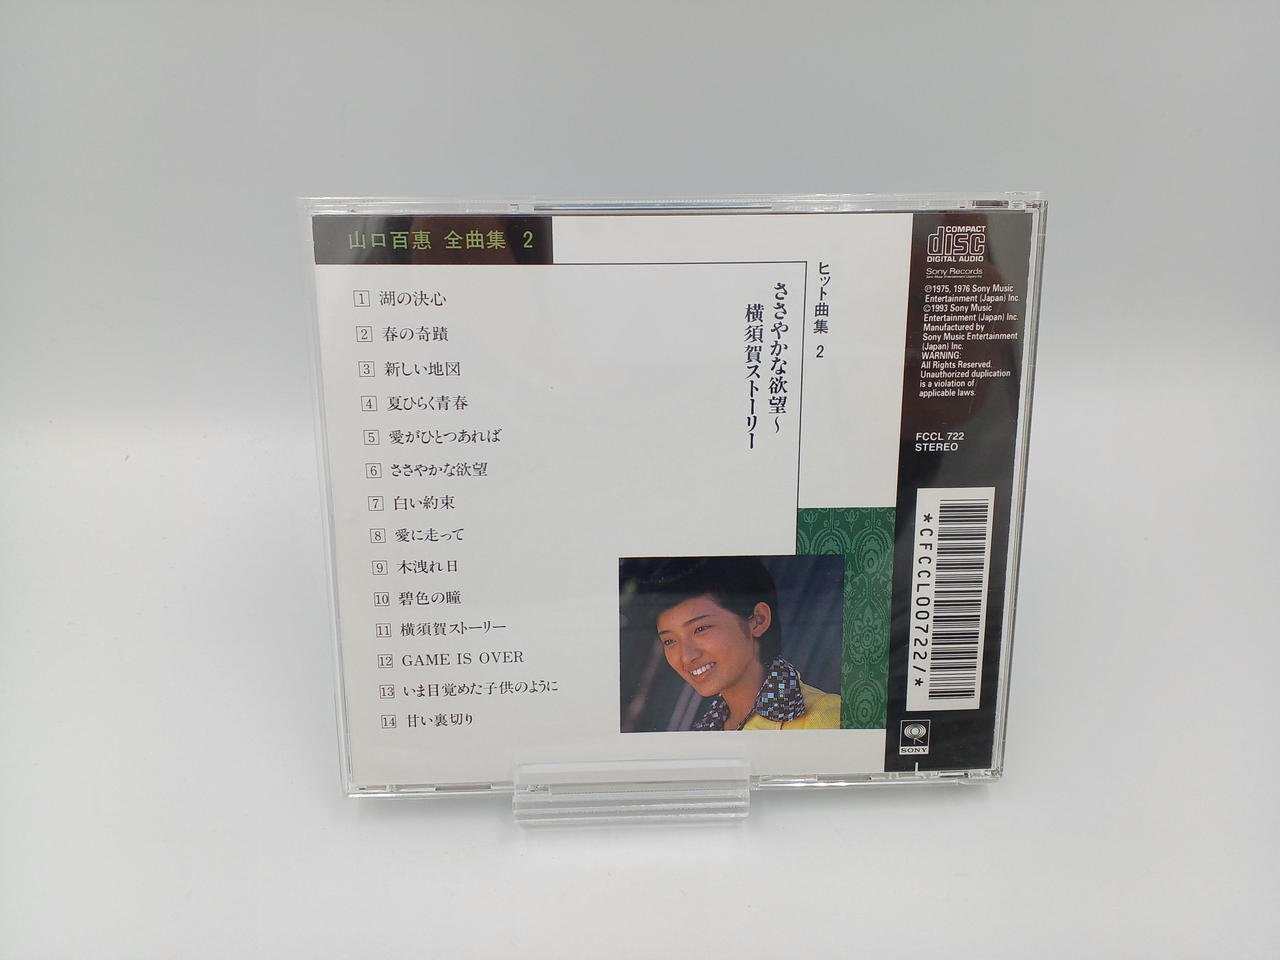 山口百惠 全曲集 2
1 湖の決心
2 春の奇蹟
3 新しい地図
4 夏ひらく青春
5 愛がひとつあれば
6 ささやかな欲望
7 白い約束
8 愛に走って
9 木洩れ日
10 碧色の瞳
11 横須賀ストーリー
12 GAME IS OVER
13 いま目覚めた子供のように
14 甘い裏切り
ヒット曲集 2
ささやかな欲望〜
横須賀ストーリー
COMPACT
disc
DIGITAL AUDIO
Sony Records
℗1975, 1976 Sony Music
Entertainment (Japan) Inc.
©1993 Sony Music
Entertainment (Japan) Inc.
Manufactured by
Sony Music Entertainment
(Japan) Inc.
WARNING:
All Rights Reserved.
Unauthorized duplication
is a violation of
applicable laws.
FCCL 722
STEREO
*CFCCL00722/*
SONY